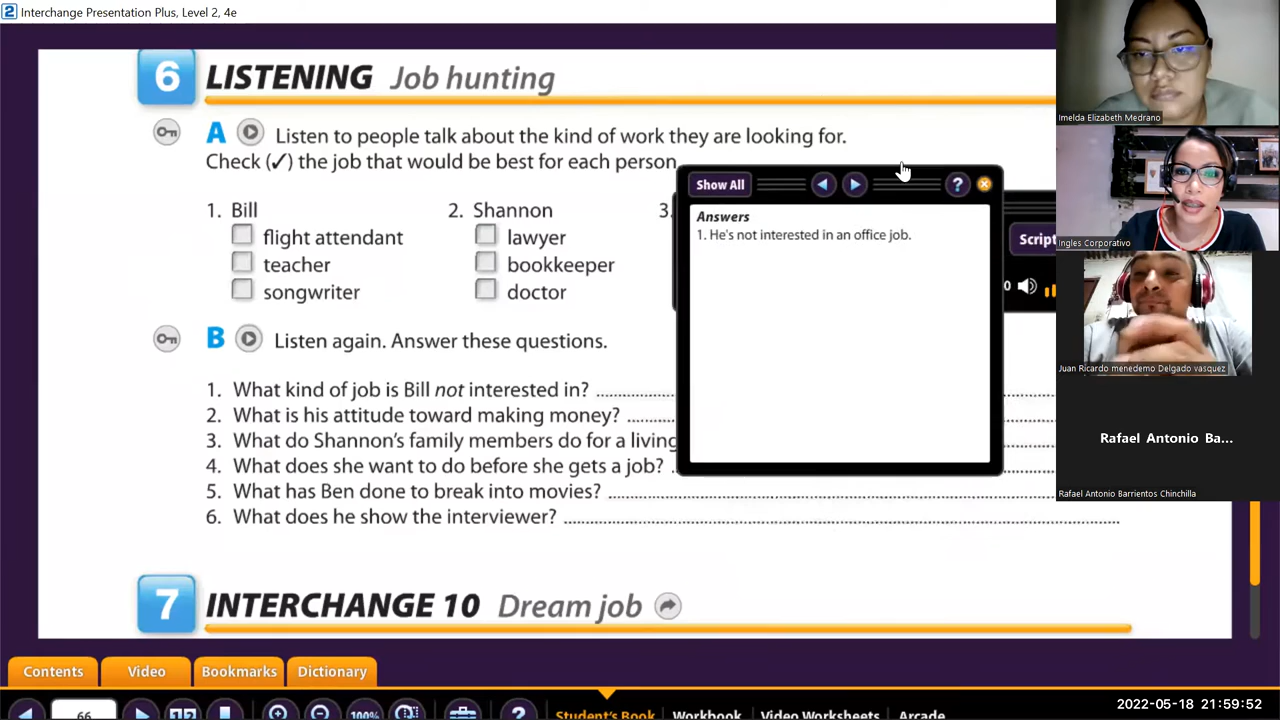 Interchange Presentation Plus, Level 2, 4e
6 LISTENING Job hunting
A Listen to people talk about the kind of work they are looking for.
Check (✓) the job that would be best for each person
1. Bill
flight attendant
teacher
songwriter
2. Shannon
lawyer
bookkeeper
doctor
3.
Show All
?
Answers
1. He's not interested in an office job.
Script
0
B Listen again. Answer these questions.
1. What kind of job is Bill not interested in?
2. What is his attitude toward making money?
3. What do Shannon's family members do for a living
4. What does she want to do before she gets a job?
5. What has Ben done to break into movies?
6. What does he show the interviewer?
7 INTERCHANGE 10 Dream job
Contents Video Bookmarks Dictionary
66
100%
?
Student's Book Workbook Video Worksheets Arcade
Imelda Elizabeth Medrano
Ingles Corporativo
Juan Ricardo menedemo Delgado vasquez
Rafael Antonio Ba...
Rafael Antonio Barrientos Chinchilla
2022-05-18 21:59:52